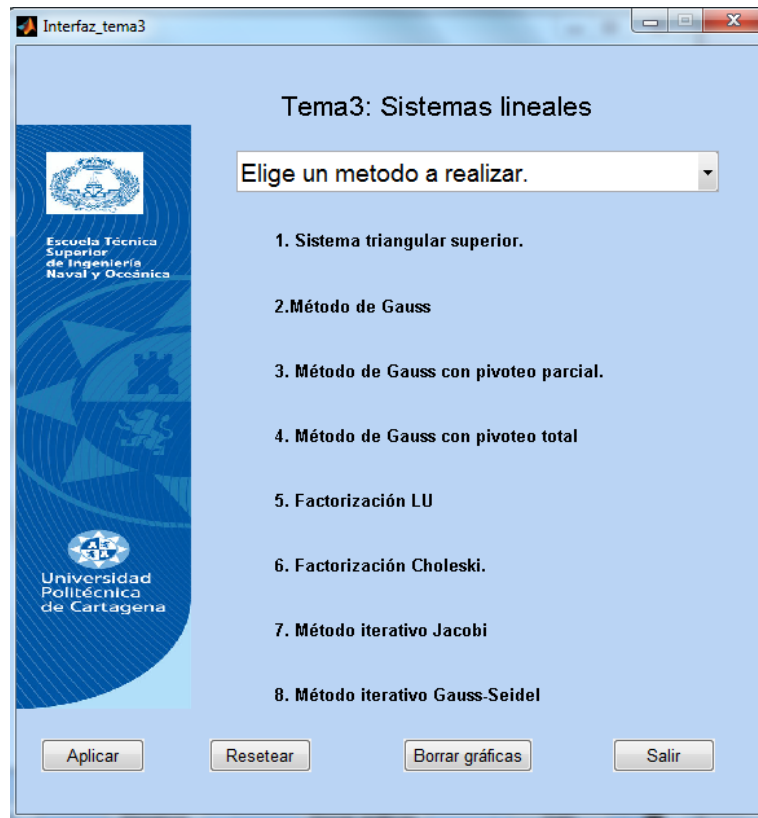 Interfaz_tema3
Tema3: Sistemas lineales
Elige un metodo a realizar.
Escuela Técnica
Superior
de Ingeniería
Naval y Oceánica
1. Sistema triangular superior.
2.Método de Gauss
3. Método de Gauss con pivoteo parcial.
4. Método de Gauss con pivoteo total
5. Factorización LU
6. Factorización Choleski.
7. Método iterativo Jacobi
8. Método iterativo Gauss-Seidel
Universidad
Politécnica
de Cartagena
Aplicar
Resetear
Borrar gráficas
Salir